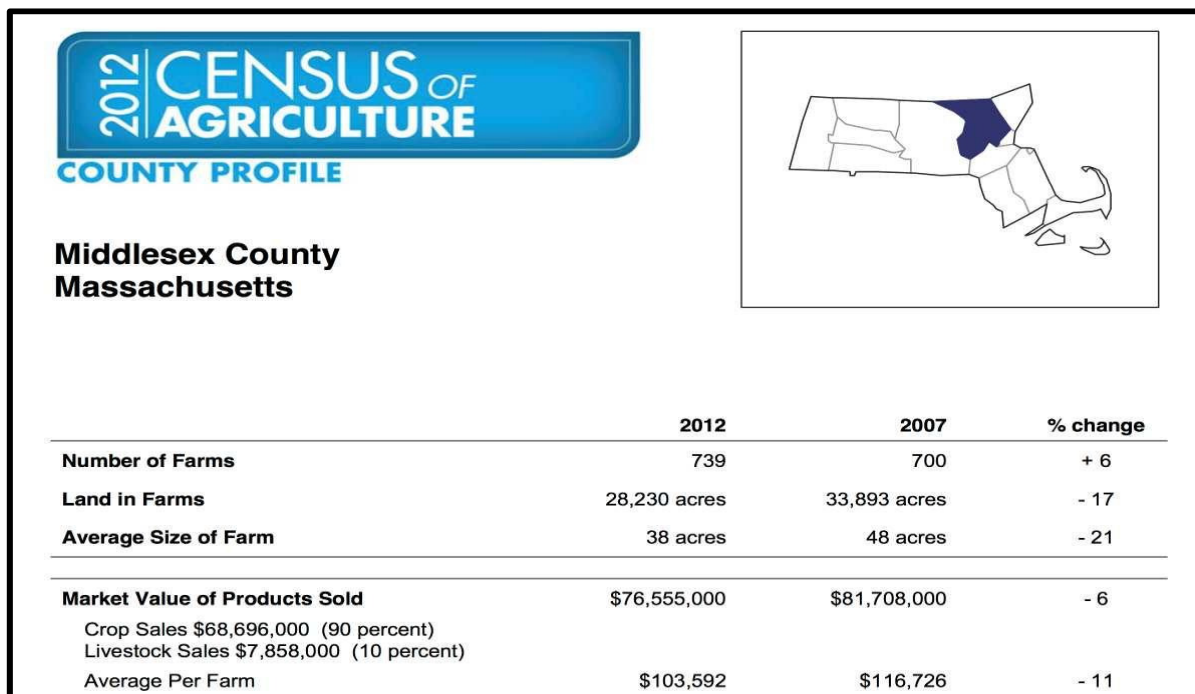 2012 CENSUS OF
AGRICULTURE
COUNTY PROFILE
Middlesex County
Massachusetts
2012 2007 % change
Number of Farms 739 700 + 6
Land in Farms 28,230 acres 33,893 acres - 17
Average Size of Farm 38 acres 48 acres - 21
Market Value of Products Sold $76,555,000 $81,708,000 - 6
Crop Sales $68,696,000 (90 percent)
Livestock Sales $7,858,000 (10 percent)
Average Per Farm $103,592 $116,726 - 11